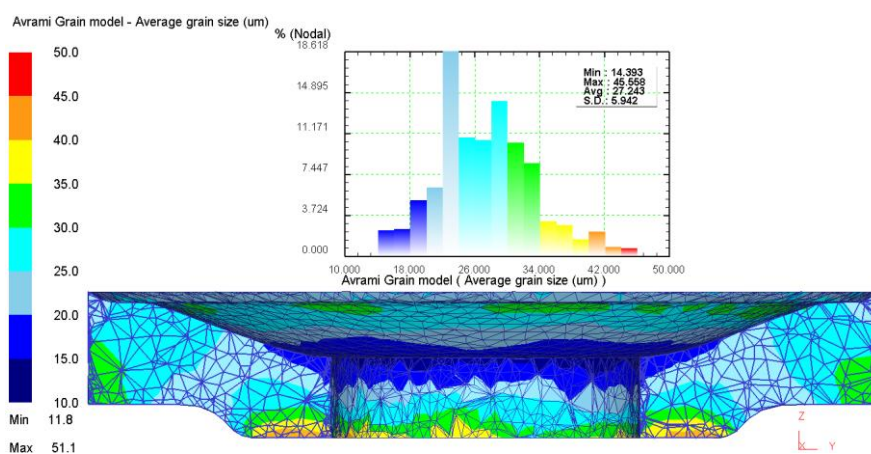 Avrami Grain model - Average grain size (um)
50.0
45.0
40.0
35.0
30.0
25.0
20.0
15.0
10.0
Min 11.8
Max 51.1
% (Nodal)
18.618
14.895
11.171
7.447
3.724
0.000
Min : 14.393
Max : 45.558
Avg : 27.243
S.D.: 5.942
10.000 18.000 26.000 34.000 42.000 50.000
Avrami Grain model ( Average grain size (um) )
Z
X Y